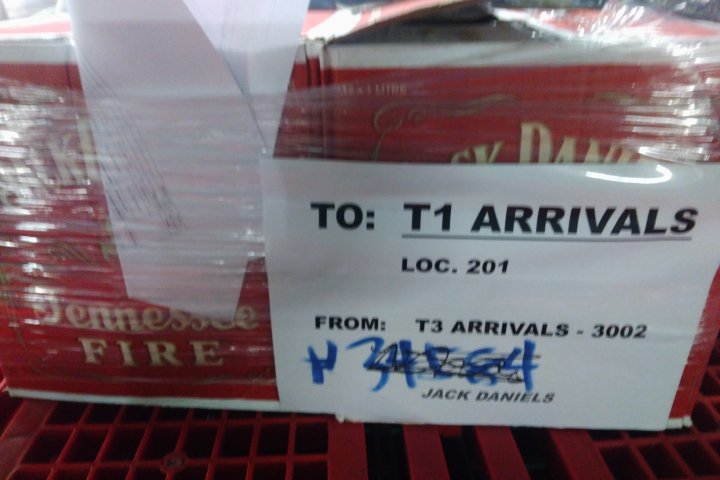 TO: T1 ARRIVALS
LOC. 201
FROM: T3 ARRIVALS - 3002
JACK DANIELS
Tennessee
FIRE